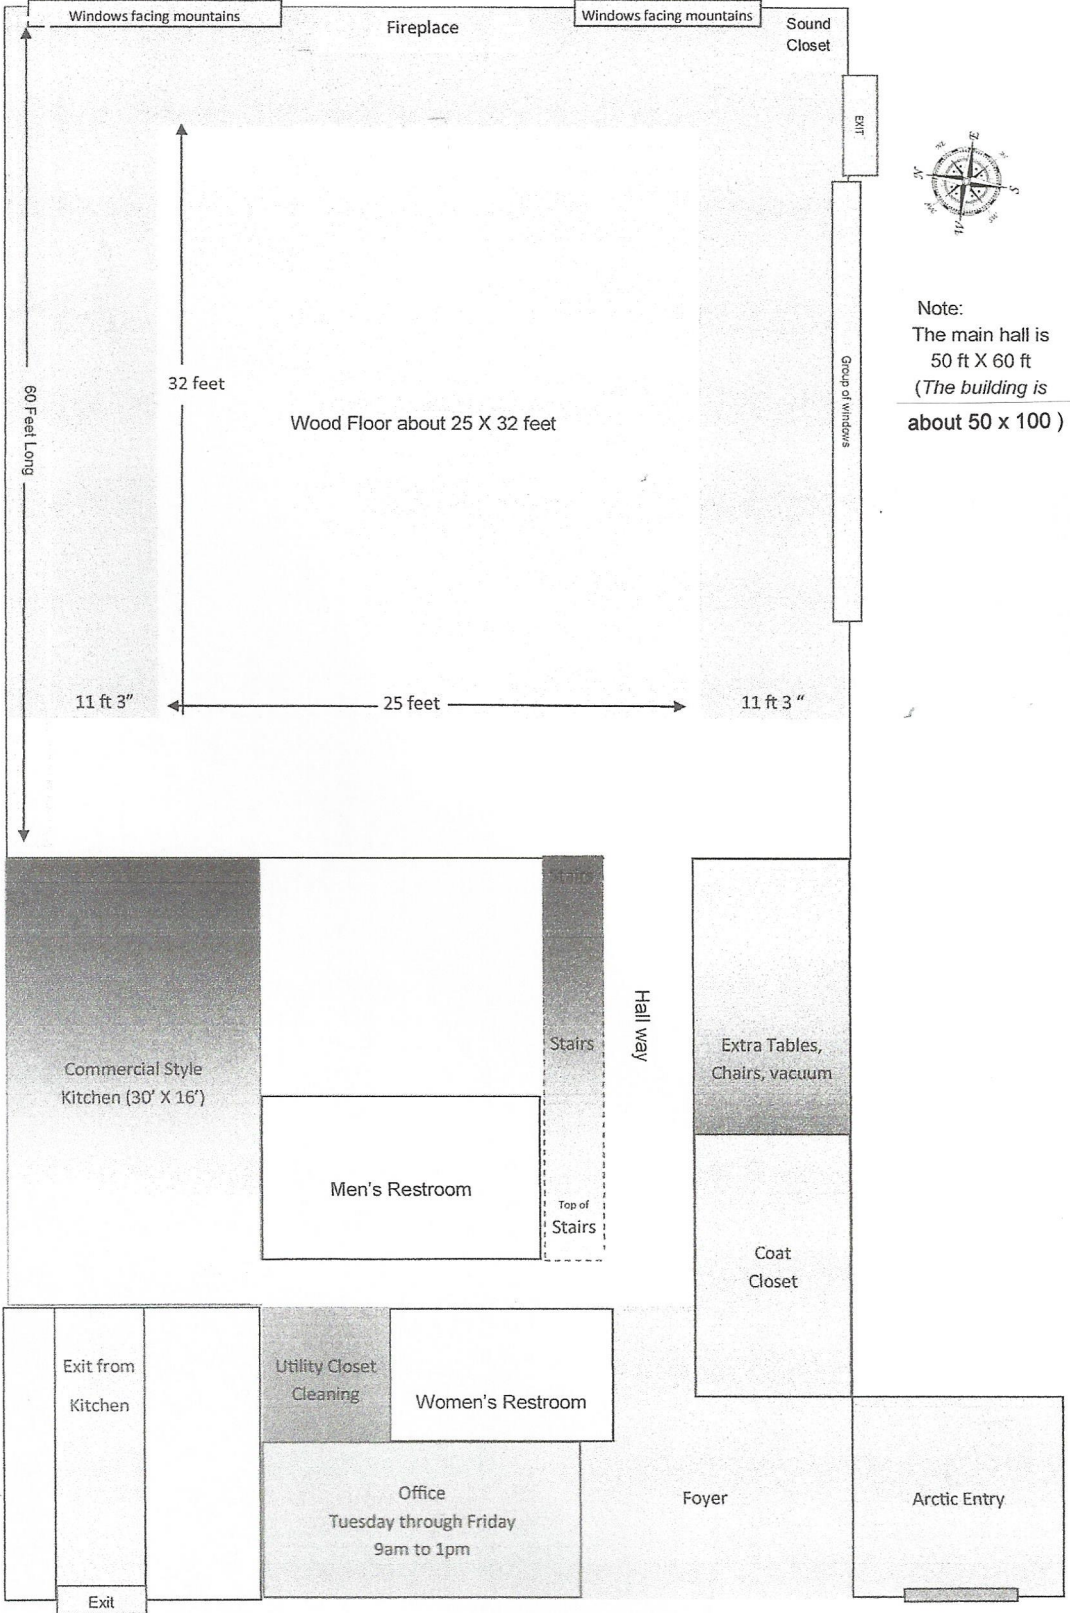 Windows facing mountains
Fireplace
Windows facing mountains
Sound
Closet
EXIT
E
N
S
W
Note:
The main hall is
50 ft X 60 ft
(The building is
about 50 x 100 )
60 Feet Long
32 feet
Wood Floor about 25 X 32 feet
Group of windows
11 ft 3”
25 feet
11 ft 3 “
Stairs
Hall way
Stairs
Commercial Style
Kitchen (30’ X 16’)
Extra Tables,
Chairs, vacuum
Men’s Restroom
Top of
Stairs
Coat
Closet
Exit from
Kitchen
Utility Closet
Cleaning
Women’s Restroom
Office
Tuesday through Friday
9am to 1pm
Foyer
Arctic Entry
Exit